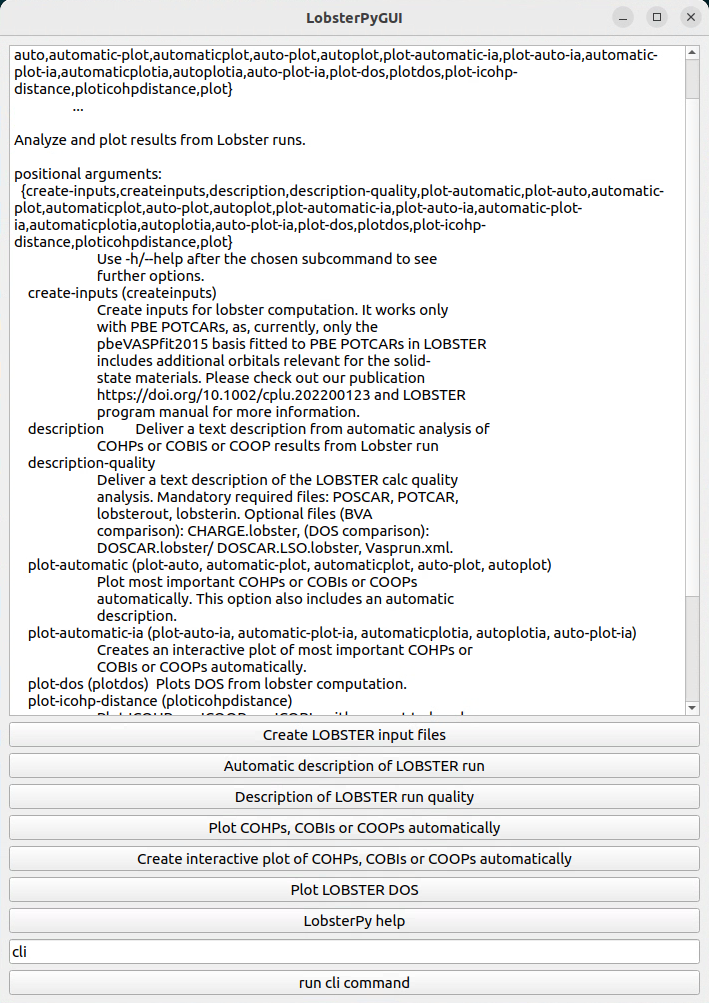 LobsterPyGUI
auto,automatic-plot,automaticplot,auto-plot,autoplot,plot-automatic-ia,plot-auto-ia,automatic-
plot-ia,automaticplotia,autoplotia,auto-plot-ia,plot-dos,plotdos,plot-icohp-
distance,ploticohpdistance,plot}
...
Analyze and plot results from Lobster runs.
positional arguments:
{create-inputs,createinputs,description,description-quality,plot-automatic,plot-auto,automatic-
plot,automaticplot,auto-plot,autoplot,plot-automatic-ia,plot-auto-ia,automatic-plot-
ia,automaticplotia,autoplotia,auto-plot-ia,plot-dos,plotdos,plot-icohp-
distance,ploticohpdistance,plot}
Use -h/--help after the chosen subcommand to see
further options.
create-inputs (createinputs)
Create inputs for lobster computation. It works only
with PBE POTCARs, as, currently, only the
pbeVASPfit2015 basis fitted to PBE POTCARs in LOBSTER
includes additional orbitals relevant for the solid-
state materials. Please check out our publication
https://doi.org/10.1002/cplu.202200123 and LOBSTER
program manual for more information.
description Deliver a text description from automatic analysis of
COHPs or COBIS or COOP results from Lobster run
description-quality
Deliver a text description of the LOBSTER calc quality
analysis. Mandatory required files: POSCAR, POTCAR,
lobsterout, lobsterin. Optional files (BVA
comparison): CHARGE.lobster, (DOS comparison):
DOSCAR.lobster/ DOSCAR.LSO.lobster, Vasprun.xml.
plot-automatic (plot-auto, automatic-plot, automaticplot, auto-plot, autoplot)
Plot most important COHPs or COBIs or COOPs
automatically. This option also includes an automatic
description.
plot-automatic-ia (plot-auto-ia, automatic-plot-ia, automaticplotia, autoplotia, auto-plot-ia)
Creates an interactive plot of most important COHPs or
COBIs or COOPs automatically.
plot-dos (plotdos) Plots DOS from lobster computation.
plot-icohp-distance (ploticohpdistance)
Create LOBSTER input files
Automatic description of LOBSTER run
Description of LOBSTER run quality
Plot COHPs, COBIs or COOPs automatically
Create interactive plot of COHPs, COBIs or COOPs automatically
Plot LOBSTER DOS
LobsterPy help
cli
run cli command